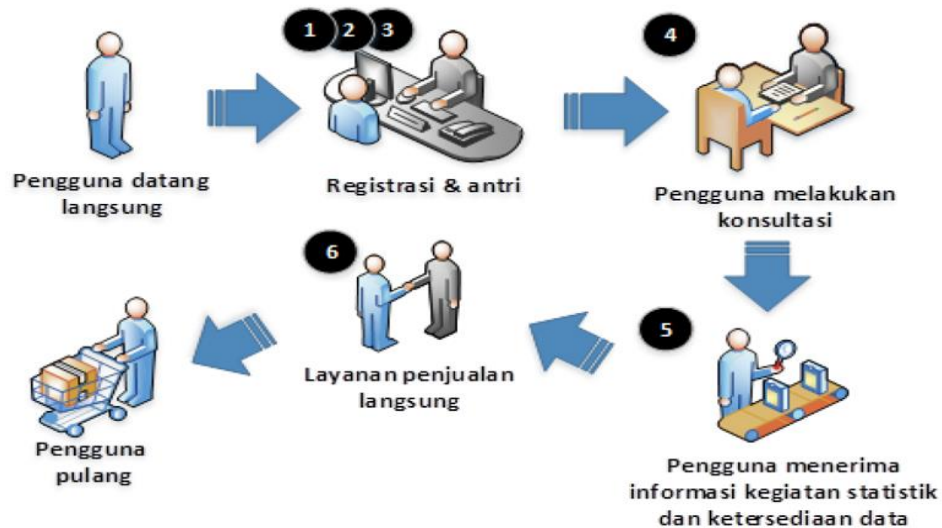 1 2 3
4
Pengguna datang
langsung
Registrasi & antri
Pengguna melakukan
konsultasi
5
Pengguna menerima
informasi kegiatan statistik
dan ketersediaan data
6
Layanan penjualan
langsung
Pengguna
pulang